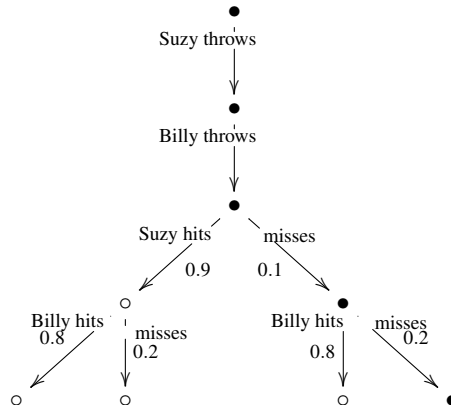 Suzy throws
Billy throws
Suzy hits misses
0.9 0.1
Billy hits misses Billy hits misses
0.8 0.2 0.8 0.2